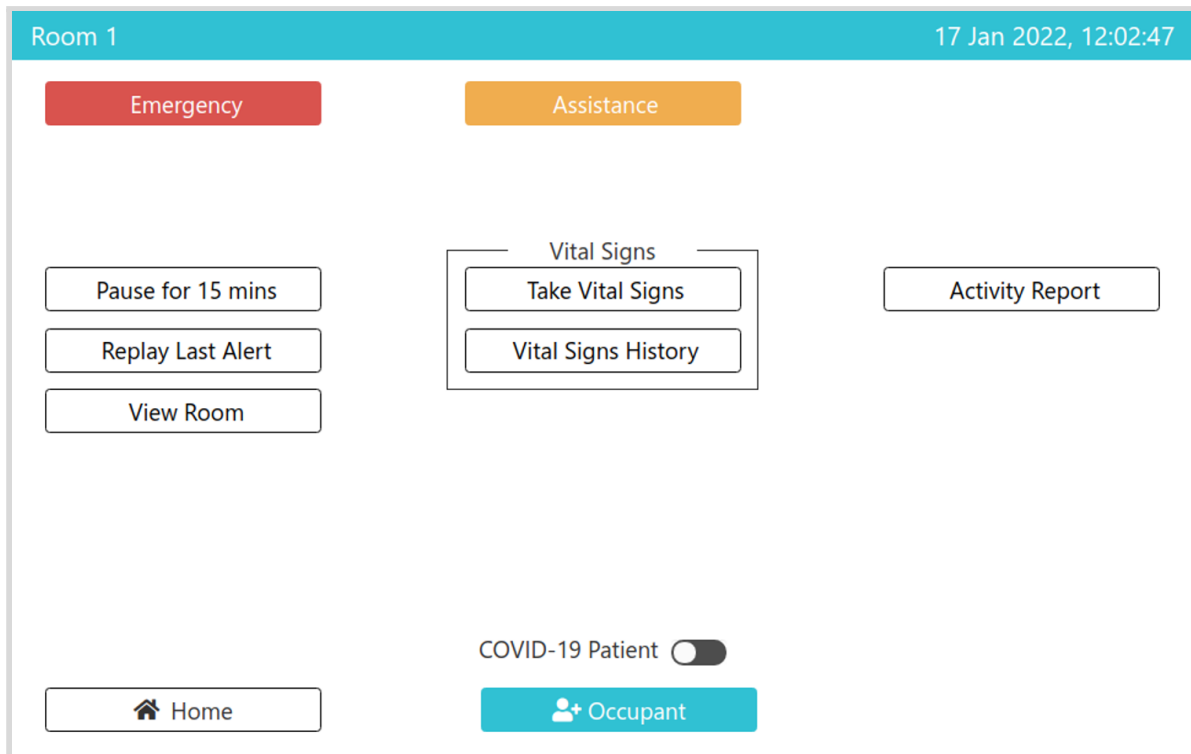 Room 1
17 Jan 2022, 12:02:47
Emergency
Assistance
Vital Signs
Pause for 15 mins
Take Vital Signs
Activity Report
Replay Last Alert
Vital Signs History
View Room
COVID-19 Patient
Home
Occupant